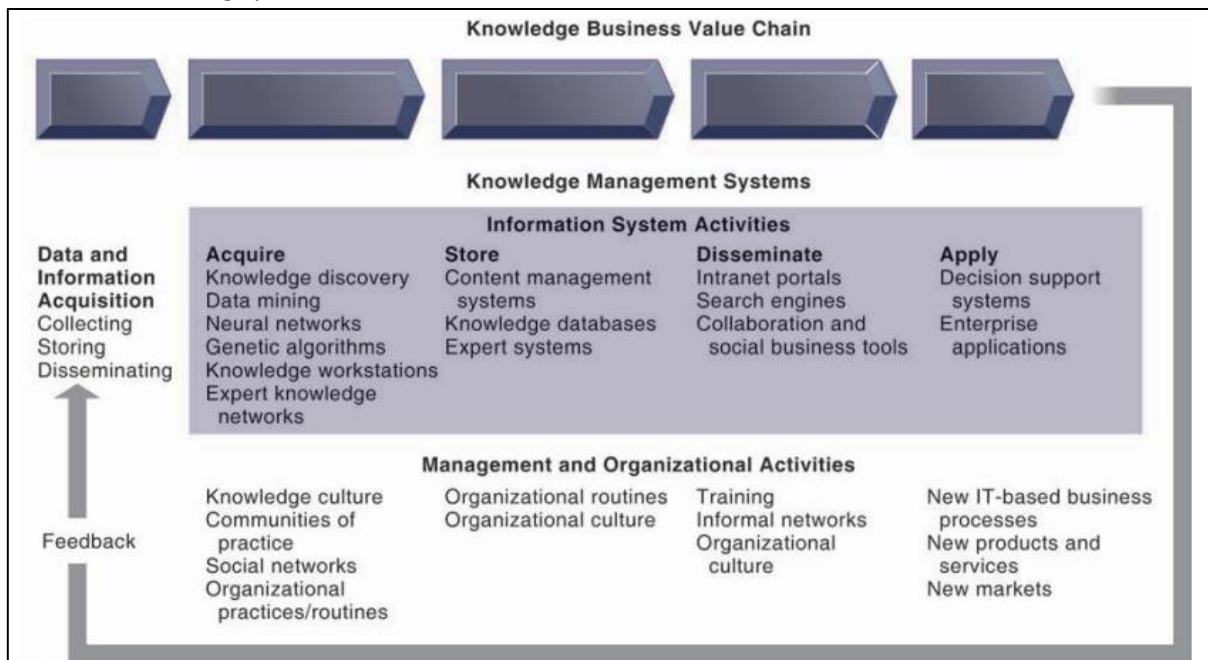 Knowledge Business Value Chain
Knowledge Management Systems
Information System Activities
Data and
Information
Acquisition
Collecting
Storing
Disseminating
Acquire
Knowledge discovery
Data mining
Neural networks
Genetic algorithms
Knowledge workstations
Expert knowledge
networks
Store
Content management
systems
Knowledge databases
Expert systems
Disseminate
Intranet portals
Search engines
Collaboration and
social business tools
Apply
Decision support
systems
Enterprise
applications
Management and Organizational Activities
Feedback
Knowledge culture
Communities of
practice
Social networks
Organizational
practices/routines
Organizational routines
Organizational culture
Training
Informal networks
Organizational
culture
New IT-based business
processes
New products and
services
New markets